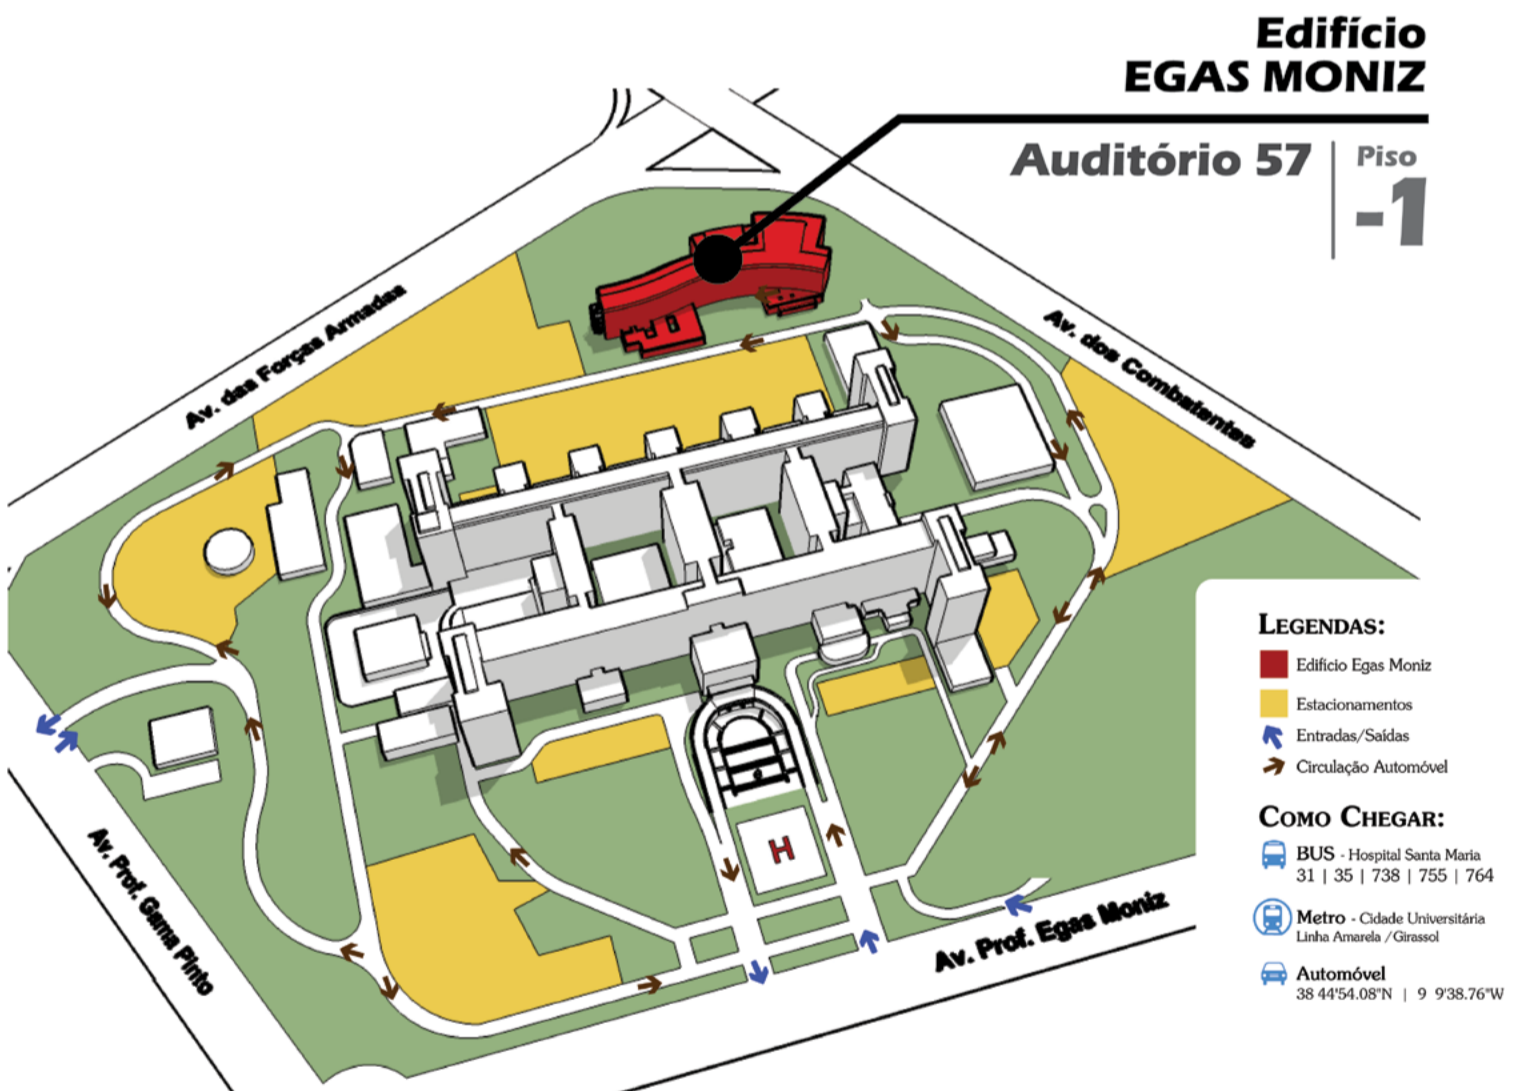 Edifício
EGAS MONIZ
Auditório 57
Piso
-1
Av. das Forças Armadas
Av. dos Combatentes
Av. Prof. Gama Pinto
H
Av. Prof. Egas Moniz
LEGENDAS:
Edificio Egas Moniz
Estacionamentos
Entradas/Saídas
Circulação Automóvel
COMO CHEGAR:
BUS - Hospital Santa Maria
31 | 35 | 738 | 755 | 764
Metro - Cidade Universitária
Linha Amarela /Girassol
Automóvel
38 44'54.08"N | 9 9'38.76"W